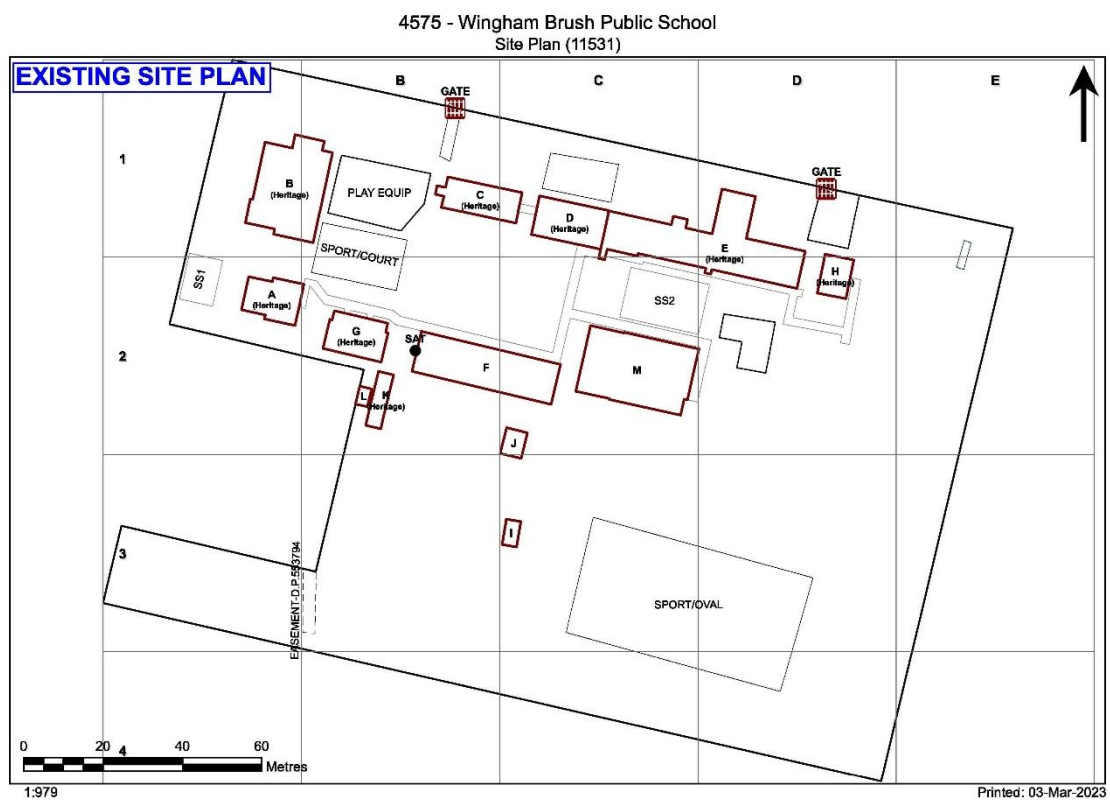 4575 - Wingham Brush Public School
Site Plan (11531)
EXISTING SITE PLAN
B
C
D
E
GATE
1
B
(Heritage)
PLAY EQUIP
C
(Heritage)
GATE
D
(Heritage)
E
(Heritage)
SPORT/COURT
H
(Heritage)
SS1
A
(Heritage)
SS2
G
(Heritage)
SAT
2
F
M
L
K
(Heritage)
J
I
3
EASEMENT-D.P.553794
SPORT/OVAL
4
0 20 40 60
Metres
1:979
Printed: 03-Mar-2023